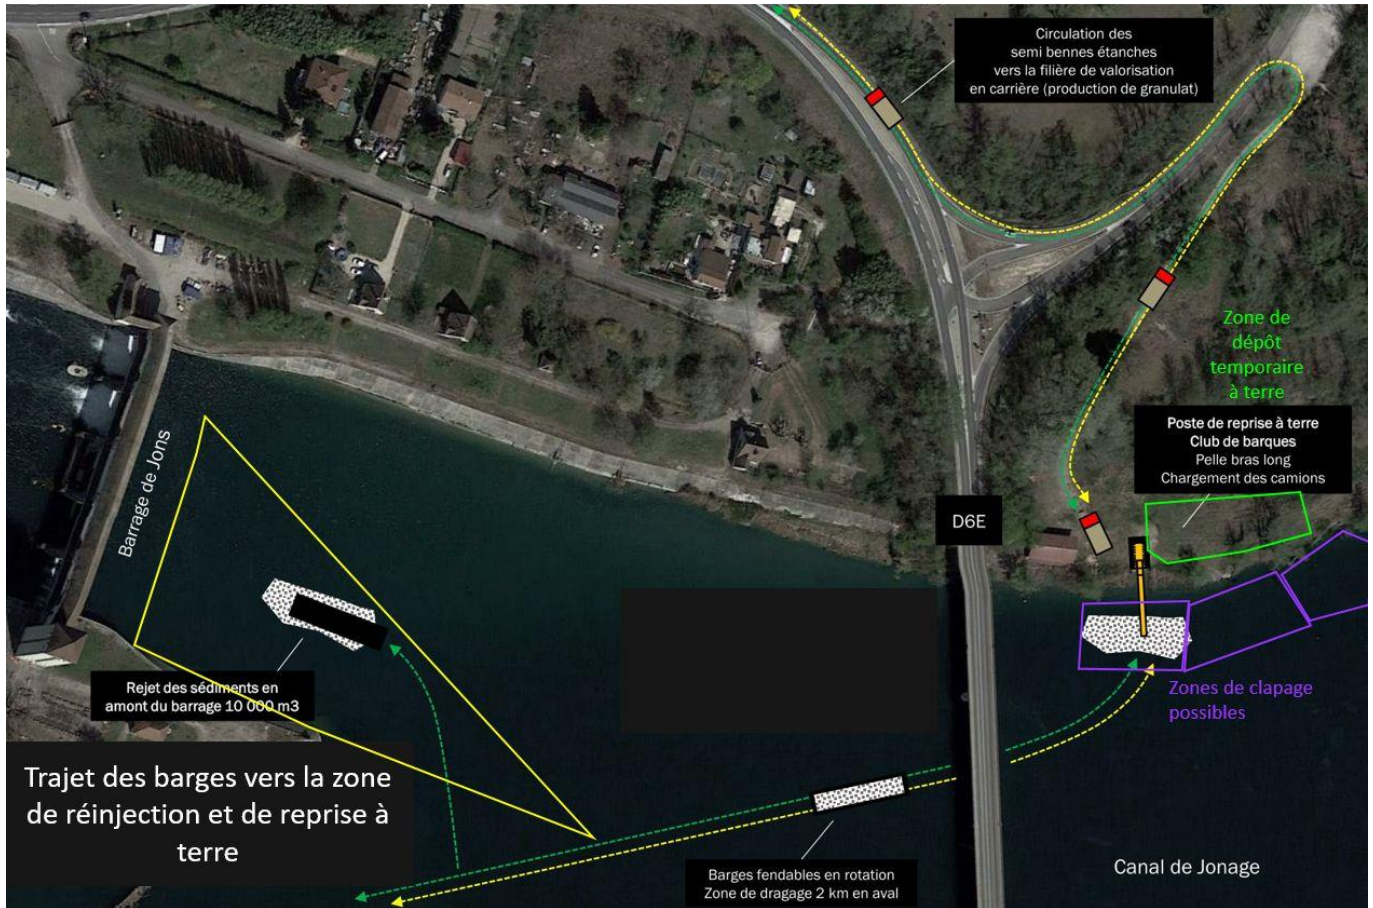 Circulation des
semi bennes étanches
vers la filière de valorisation
en carrière (production de granulat)
Zone de
dépôt
temporaire
à terre
Poste de reprise à terre
Club de barques
Pelle bras long
Chargement des camions
Barrage de Jons
D6E
Rejet des sédiments en
amont du barrage 10 000 m3
Zones de clapage
possibles
Trajet des barges vers la zone
de réinjection et de reprise à
terre
Barges fendables en rotation
Zone de dragage 2 km en aval
Canal de Jonage